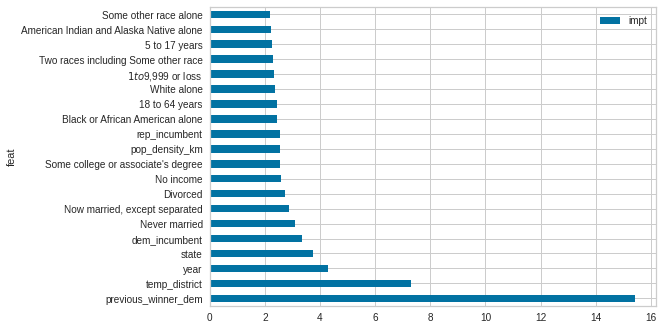 Some other race alone
American Indian and Alaska Native alone
5 to 17 years
Two races including Some other race
1to9,999 or loss
White alone
18 to 64 years
Black or African American alone
rep_incumbent
pop_density_km
Some college or associate's degree
No income
Divorced
Now married, except separated
Never married
dem_incumbent
state
year
temp_district
previous_winner_dem
feat
impt
0 2 4 6 8 10 12 14 16